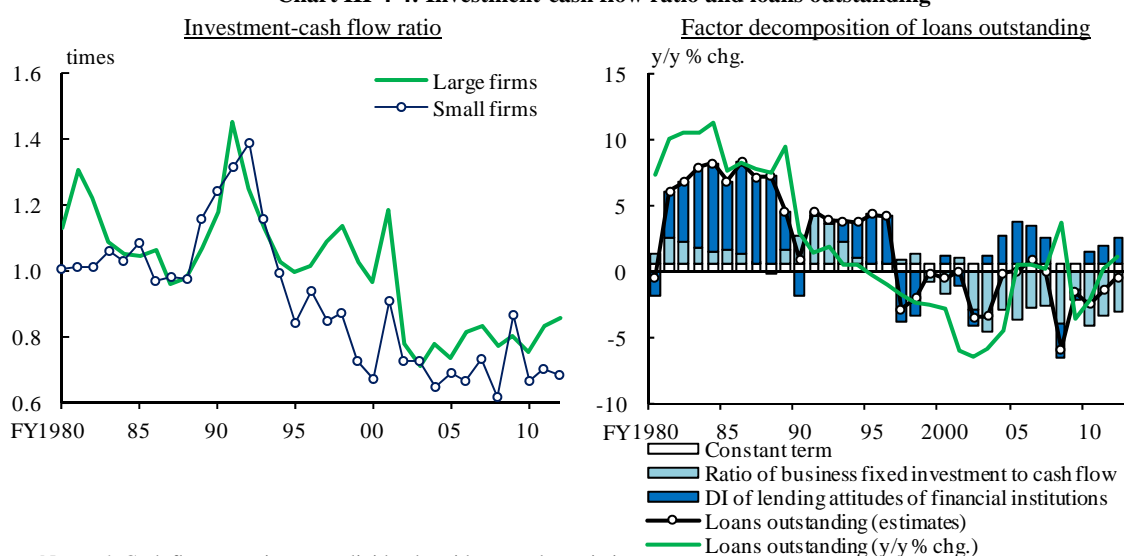 Investment-cash flow ratio
times
1.6
1.4
1.2
1.0
0.8
0.6
FY1980 85 90 95 00 05 10
Large firms
Small firms
Factor decomposition of loans outstanding
y/y % chg.
15
10
5
0
-5
-10
FY1980 85 90 95 2000 05 10
Constant term
Ratio of business fixed investment to cash flow
DI of lending attitudes of financial institutions
Loans outstanding (estimates)
Loans outstanding (y/y % chg.)